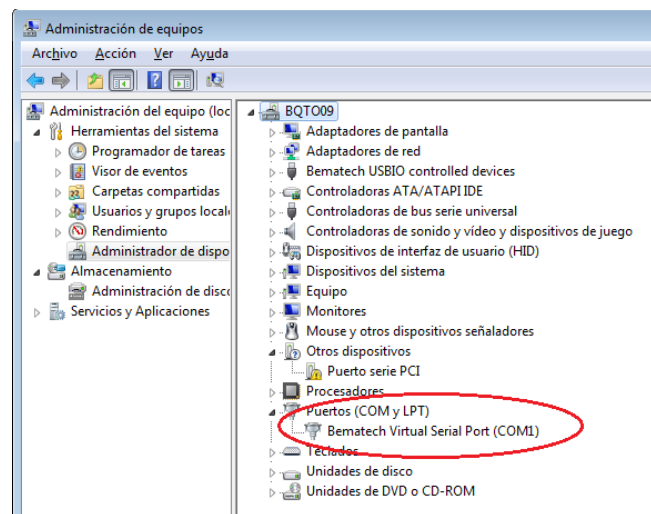 Administración de equipos
Archivo Acción Ver Ayuda
Administración del equipo (loc
Herramientas del sistema
Programador de tareas
Visor de eventos
Carpetas compartidas
Usuarios y grupos local
Rendimiento
Administrador de dispo
Almacenamiento
Administración de disc
Servicios y Aplicaciones
BQTO09
Adaptadores de pantalla
Adaptadores de red
Bematech USBIO controlled devices
Controladoras ATA/ATAPI IDE
Controladoras de bus serie universal
Controladoras de sonido y vídeo y dispositivos de juego
Dispositivos de interfaz de usuario (HID)
Dispositivos del sistema
Equipo
Monitores
Mouse y otros dispositivos señaladores
Otros dispositivos
Puerto serie PCI
Procesadores
Puertos (COM y LPT)
Bematech Virtual Serial Port (COM1)
Teclados
Unidades de disco
Unidades de DVD o CD-ROM